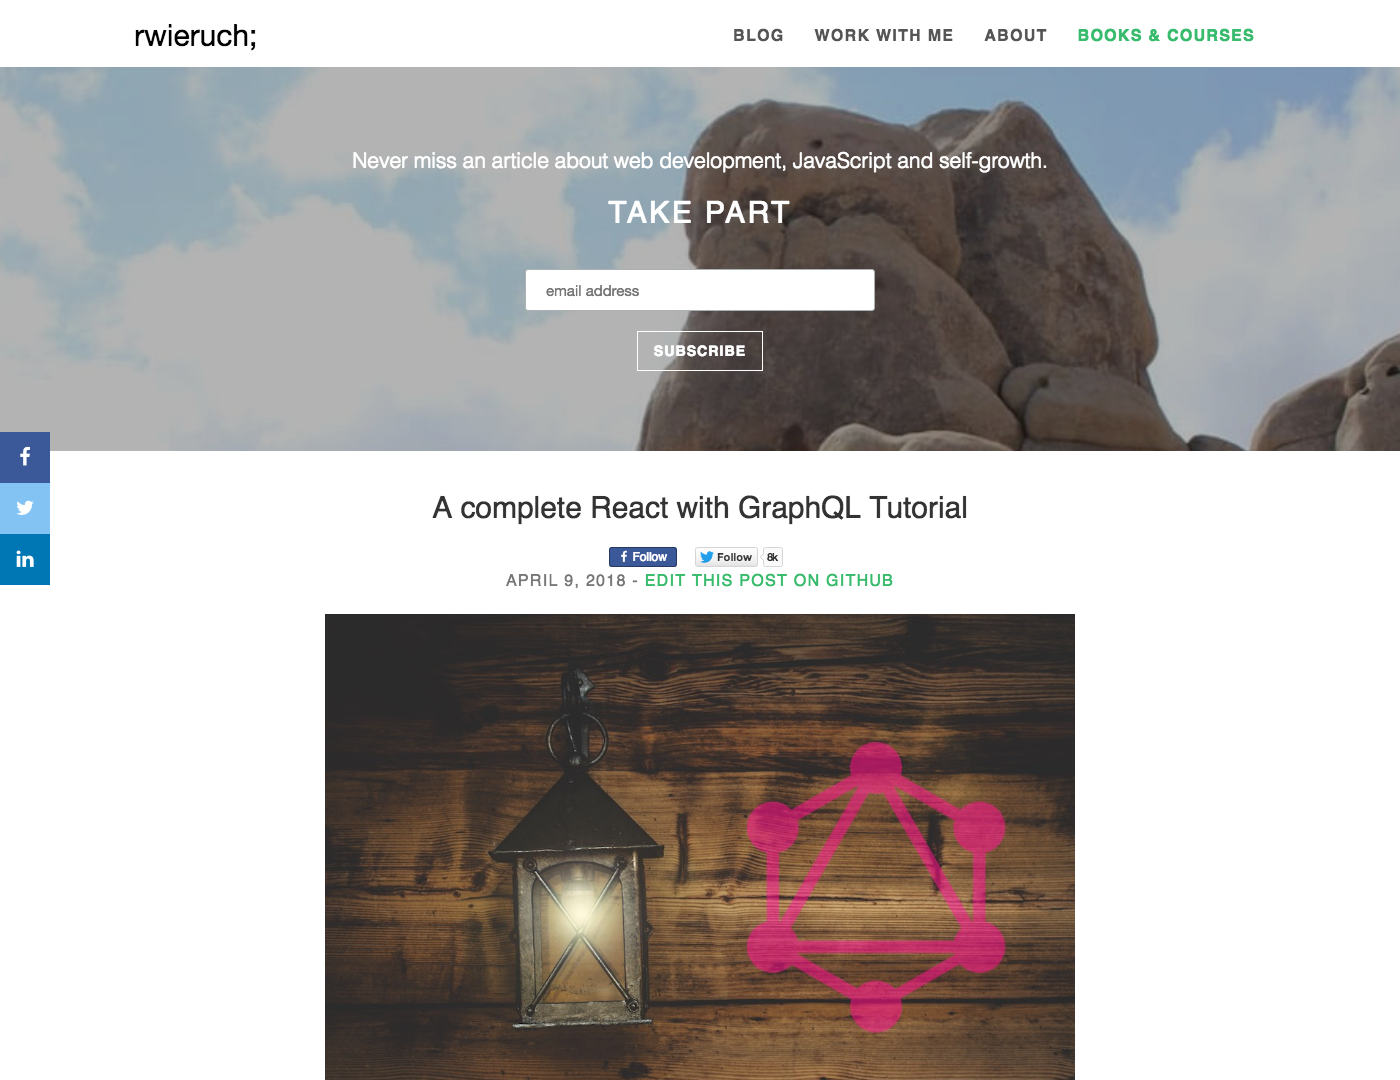 rwieruch;
BLOG WORK WITH ME ABOUT BOOKS & COURSES
Never miss an article about web development, JavaScript and self-growth.
TAKE PART
email address
SUBSCRIBE
A complete React with GraphQL Tutorial
Follow Follow 8k
APRIL 9, 2018 - EDIT THIS POST ON GITHUB